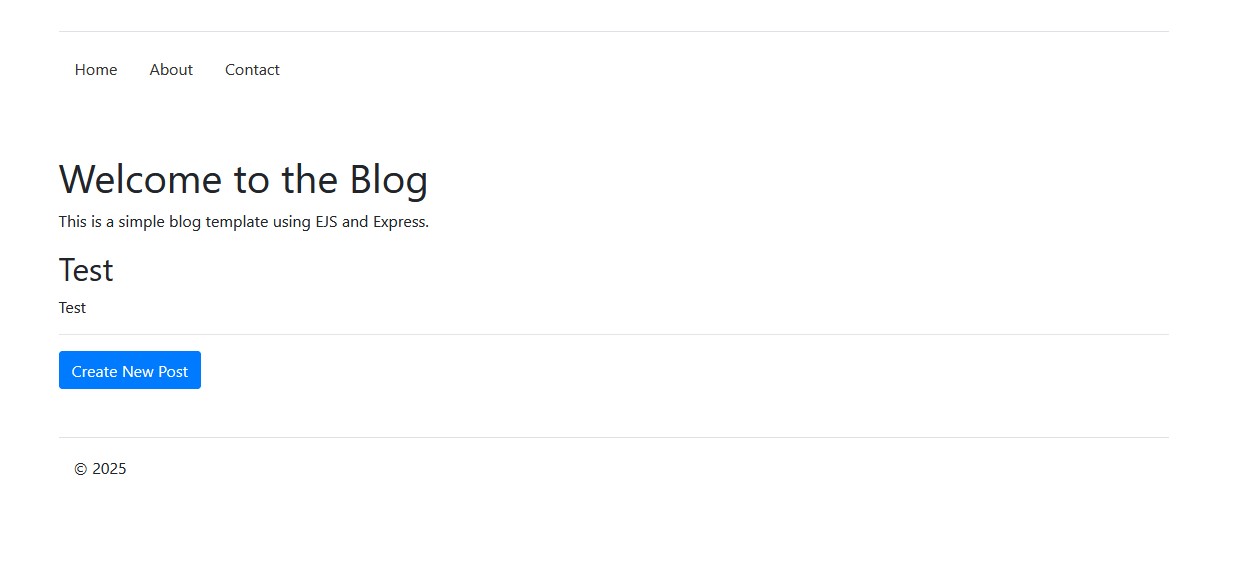 Home About Contact
Welcome to the Blog
This is a simple blog template using EJS and Express.
Test
Test
Create New Post
© 2025